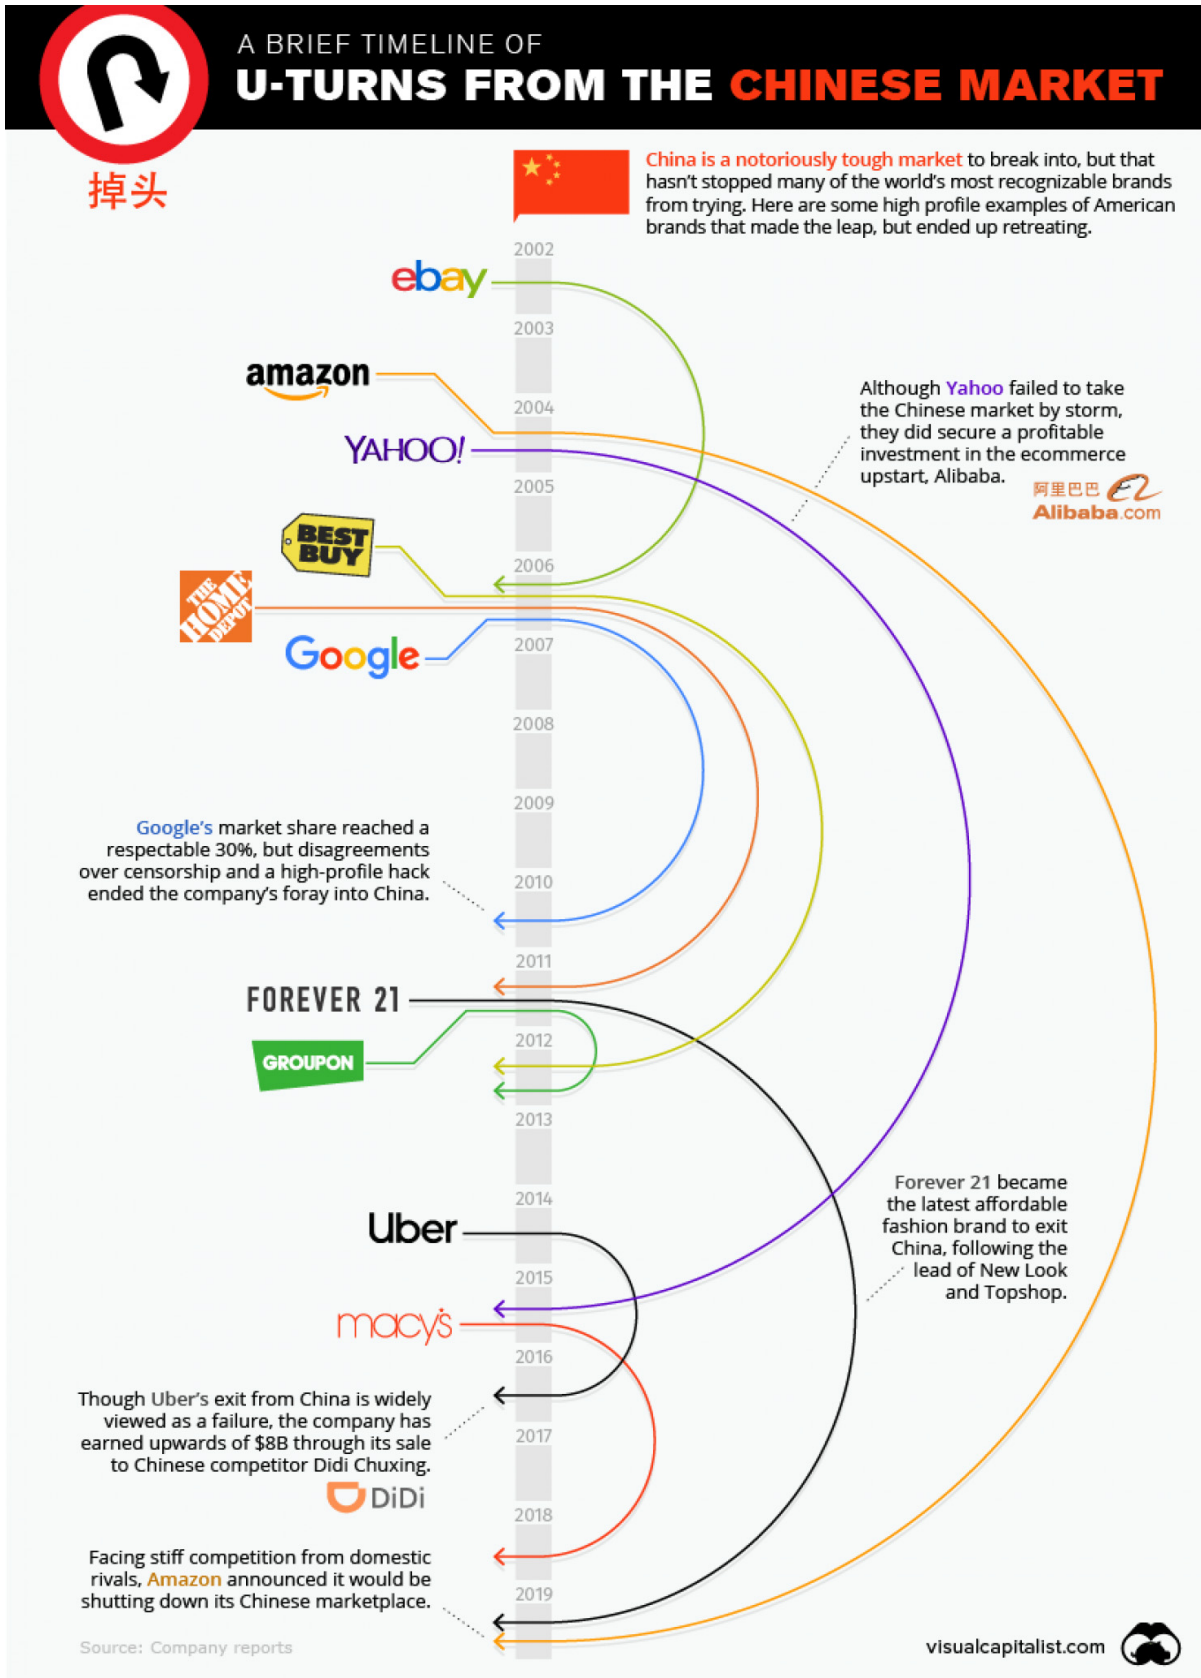 A BRIEF TIMELINE OF
U-TURNS FROM THE CHINESE MARKET
掉头
China is a notoriously tough market to break into, but that
hasn't stopped many of the world's most recognizable brands
from trying. Here are some high profile examples of American
brands that made the leap, but ended up retreating.
2002
ebay
2003
amazon
2004
YAHOO!
Although Yahoo failed to take
the Chinese market by storm,
they did secure a profitable
investment in the ecommerce
upstart, Alibaba.
阿里巴巴
Alibaba.com
2005
BEST
BUY
2006
THE
HOME
DEPOT
Google
2007
2008
2009
Google's market share reached a
respectable 30%, but disagreements
over censorship and a high-profile hack
ended the company's foray into China.
2010
2011
FOREVER 21
2012
GROUPON
2013
Forever 21 became
the latest affordable
fashion brand to exit
China, following the
lead of New Look
and Topshop.
2014
Uber
2015
macy's
2016
Though Uber's exit from China is widely
viewed as a failure, the company has
earned upwards of $8B through its sale
to Chinese competitor Didi Chuxing.
DiDi
2017
2018
Facing stiff competition from domestic
rivals, Amazon announced it would be
shutting down its Chinese marketplace.
2019
Source: Company reports
visualcapitalist.com